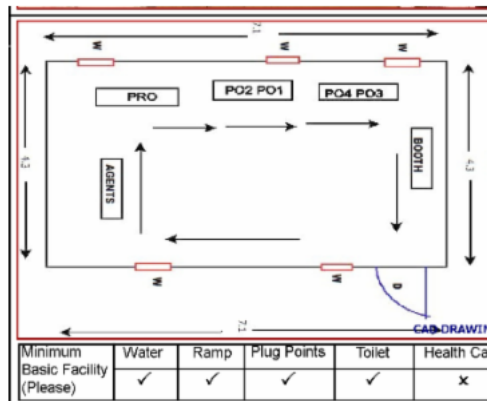 7.1
W
W
W
PRO
PO2 PO1
PO4 PO3
4.3
AGENTS
BOOTH
4.3
W
W
D
CAD DRAWIN
7.1
Minimum
Basic Facility
(Please)
Water
Ramp
Plug Points
Toilet
Health Ca
✓
✓
✓
✓
x